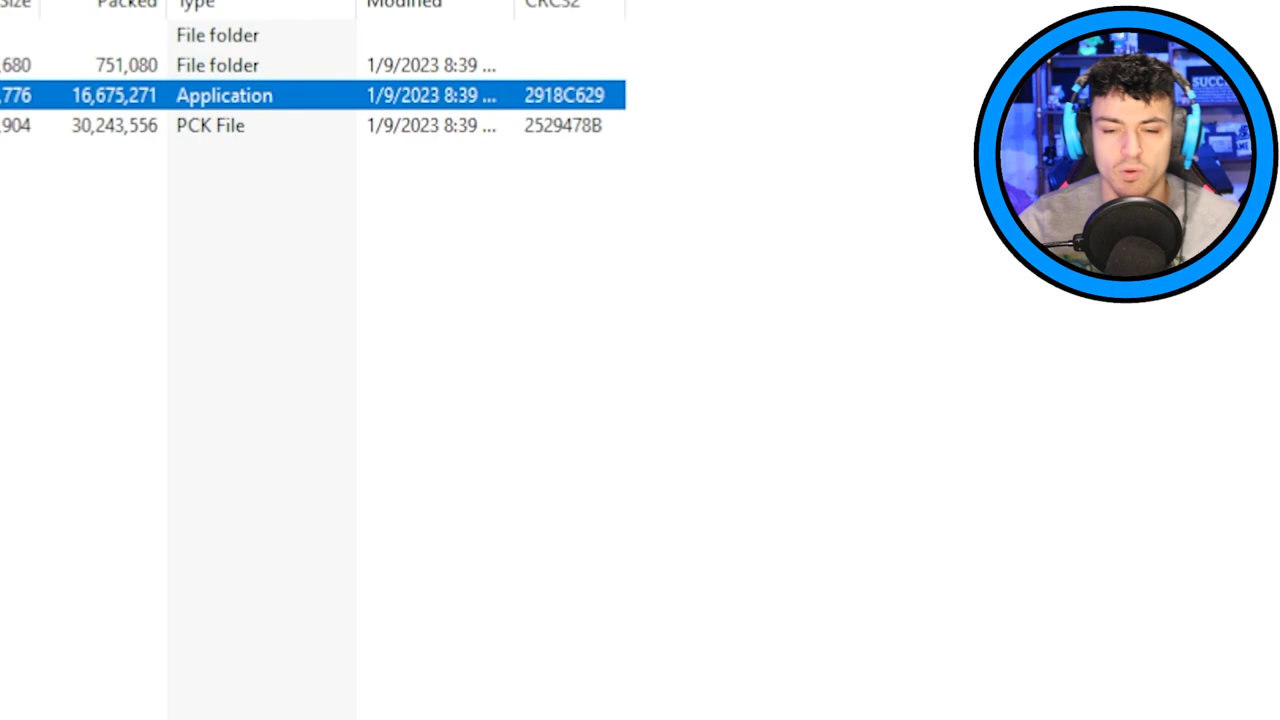 Size Packed Type Modified CRC32
File folder
,680 751,080 File folder 1/9/2023 8:39 ...
,776 16,675,271 Application 1/9/2023 8:39 ... 2918C629
,904 30,243,556 PCK File 1/9/2023 8:39 ... 2529478B
SUCC